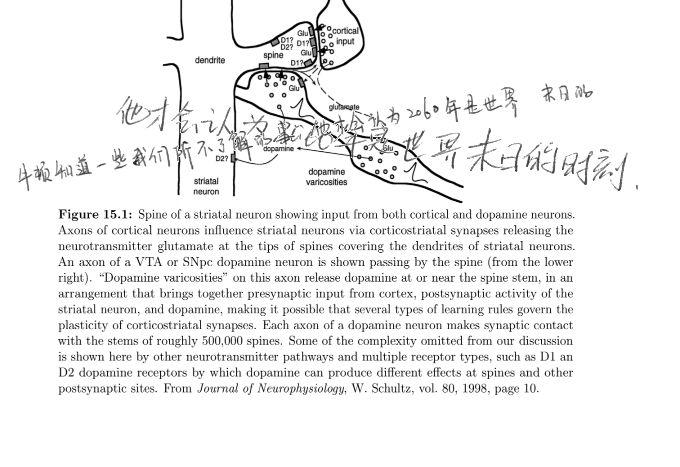 Glu
cortical
input
D1?
D2?
D1?
Glu
spine
D1?
dendrite
Glu
glutamate
他才会认为 为2060年是世界 末日的
牛顿知道一些我们所不了解的事 世界末日的时刻.
Glu
dopamine
D2?
striatal
neuron
dopamine
varicosities
Figure 15.1: Spine of a striatal neuron showing input from both cortical and dopamine neurons.
Axons of cortical neurons influence striatal neurons via corticostriatal synapses releasing the
neurotransmitter glutamate at the tips of spines covering the dendrites of striatal neurons.
An axon of a VTA or SNpc dopamine neuron is shown passing by the spine (from the lower
right). “Dopamine varicosities” on this axon release dopamine at or near the spine stem, in an
arrangement that brings together presynaptic input from cortex, postsynaptic activity of the
striatal neuron, and dopamine, making it possible that several types of learning rules govern the
plasticity of corticostriatal synapses. Each axon of a dopamine neuron makes synaptic contact
with the stems of roughly 500,000 spines. Some of the complexity omitted from our discussion
is shown here by other neurotransmitter pathways and multiple receptor types, such as D1 an
D2 dopamine receptors by which dopamine can produce different effects at spines and other
postsynaptic sites. From Journal of Neurophysiology, W. Schultz, vol. 80, 1998, page 10.